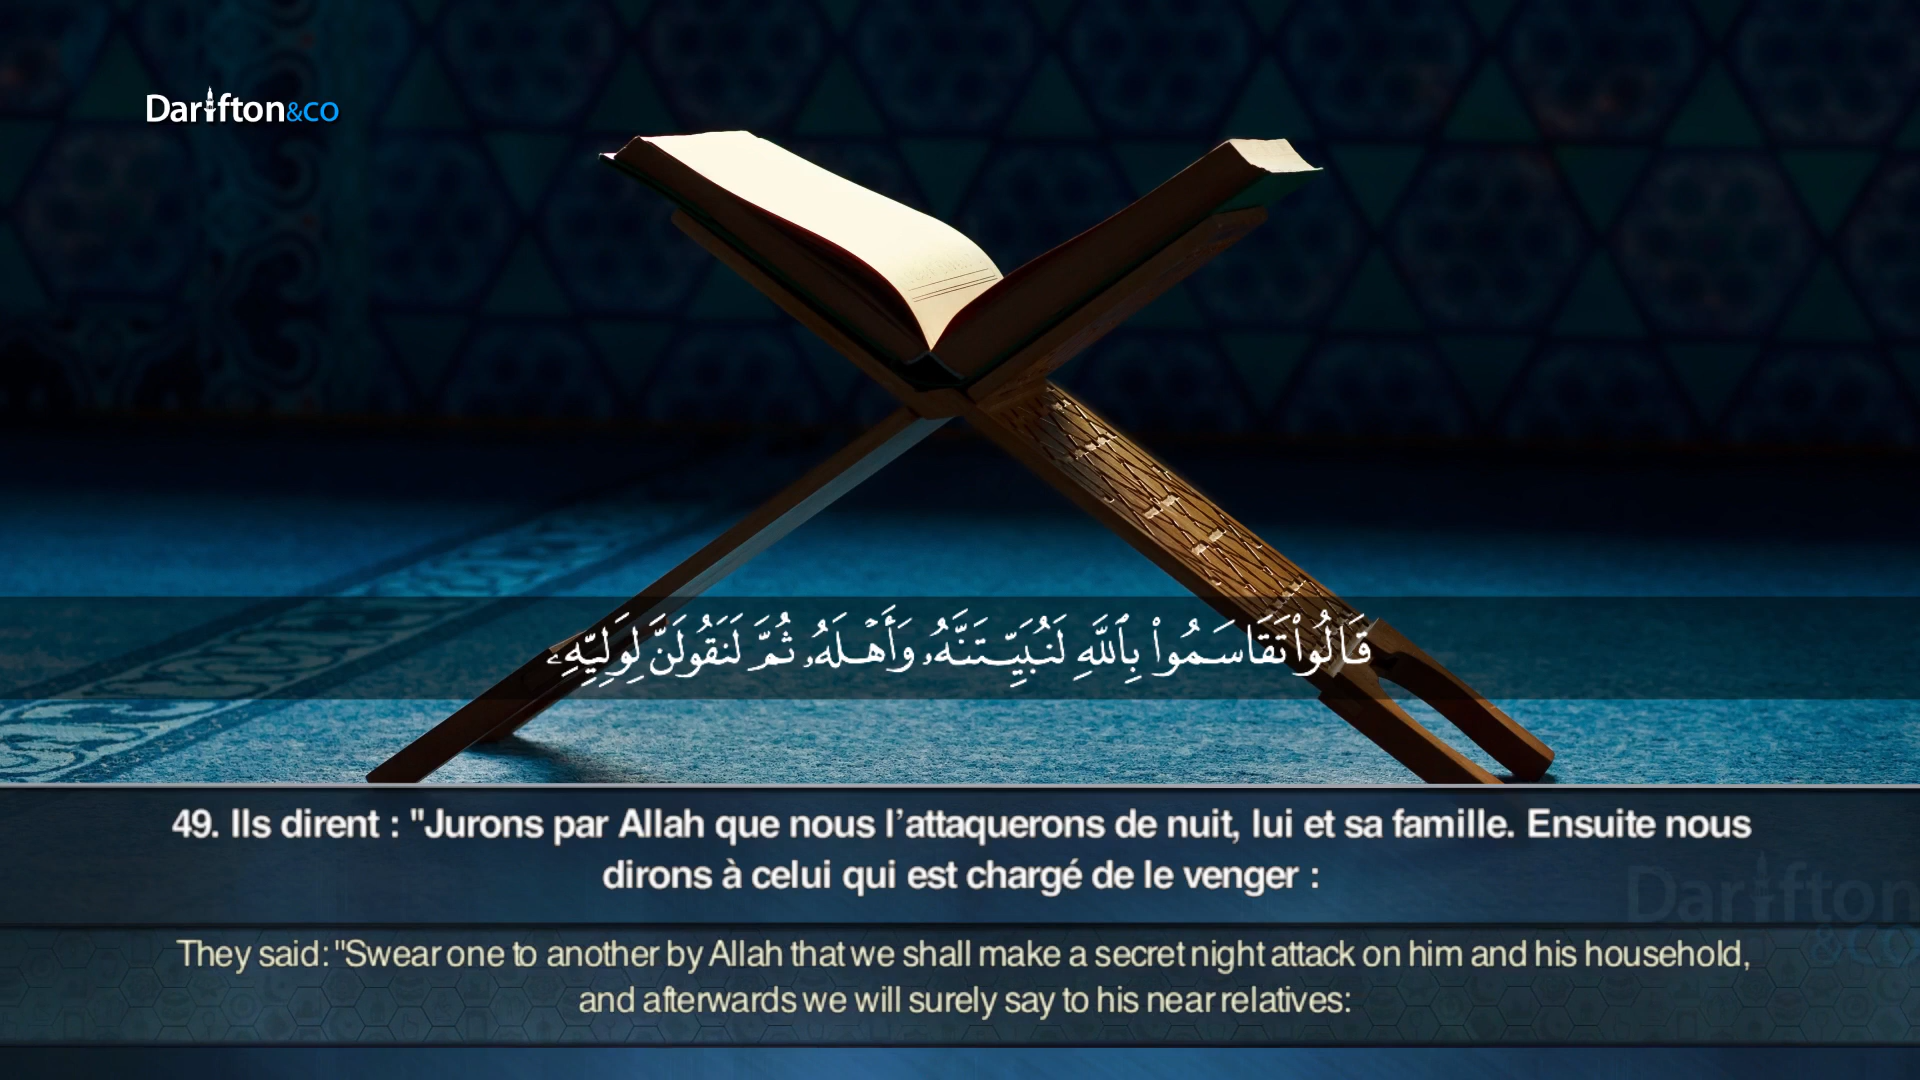 Darifton&co
قَالُوا۟ تَقَاسَمُوا۟ بِٱللَّهِ لَنُبَيِّتَنَّهُۥ وَأَهْلَهُۥ ثُمَّ لَنَقُولَنَّ لِوَلِيِّهِۦ
49. Ils dirent : "Jurons par Allah que nous l’attaquerons de nuit, lui et sa famille. Ensuite nous
dirons à celui qui est chargé de le venger :
Darifton
&co
They said: "Swear one to another by Allah that we shall make a secret night attack on him and his household,
and afterwards we will surely say to his near relatives: